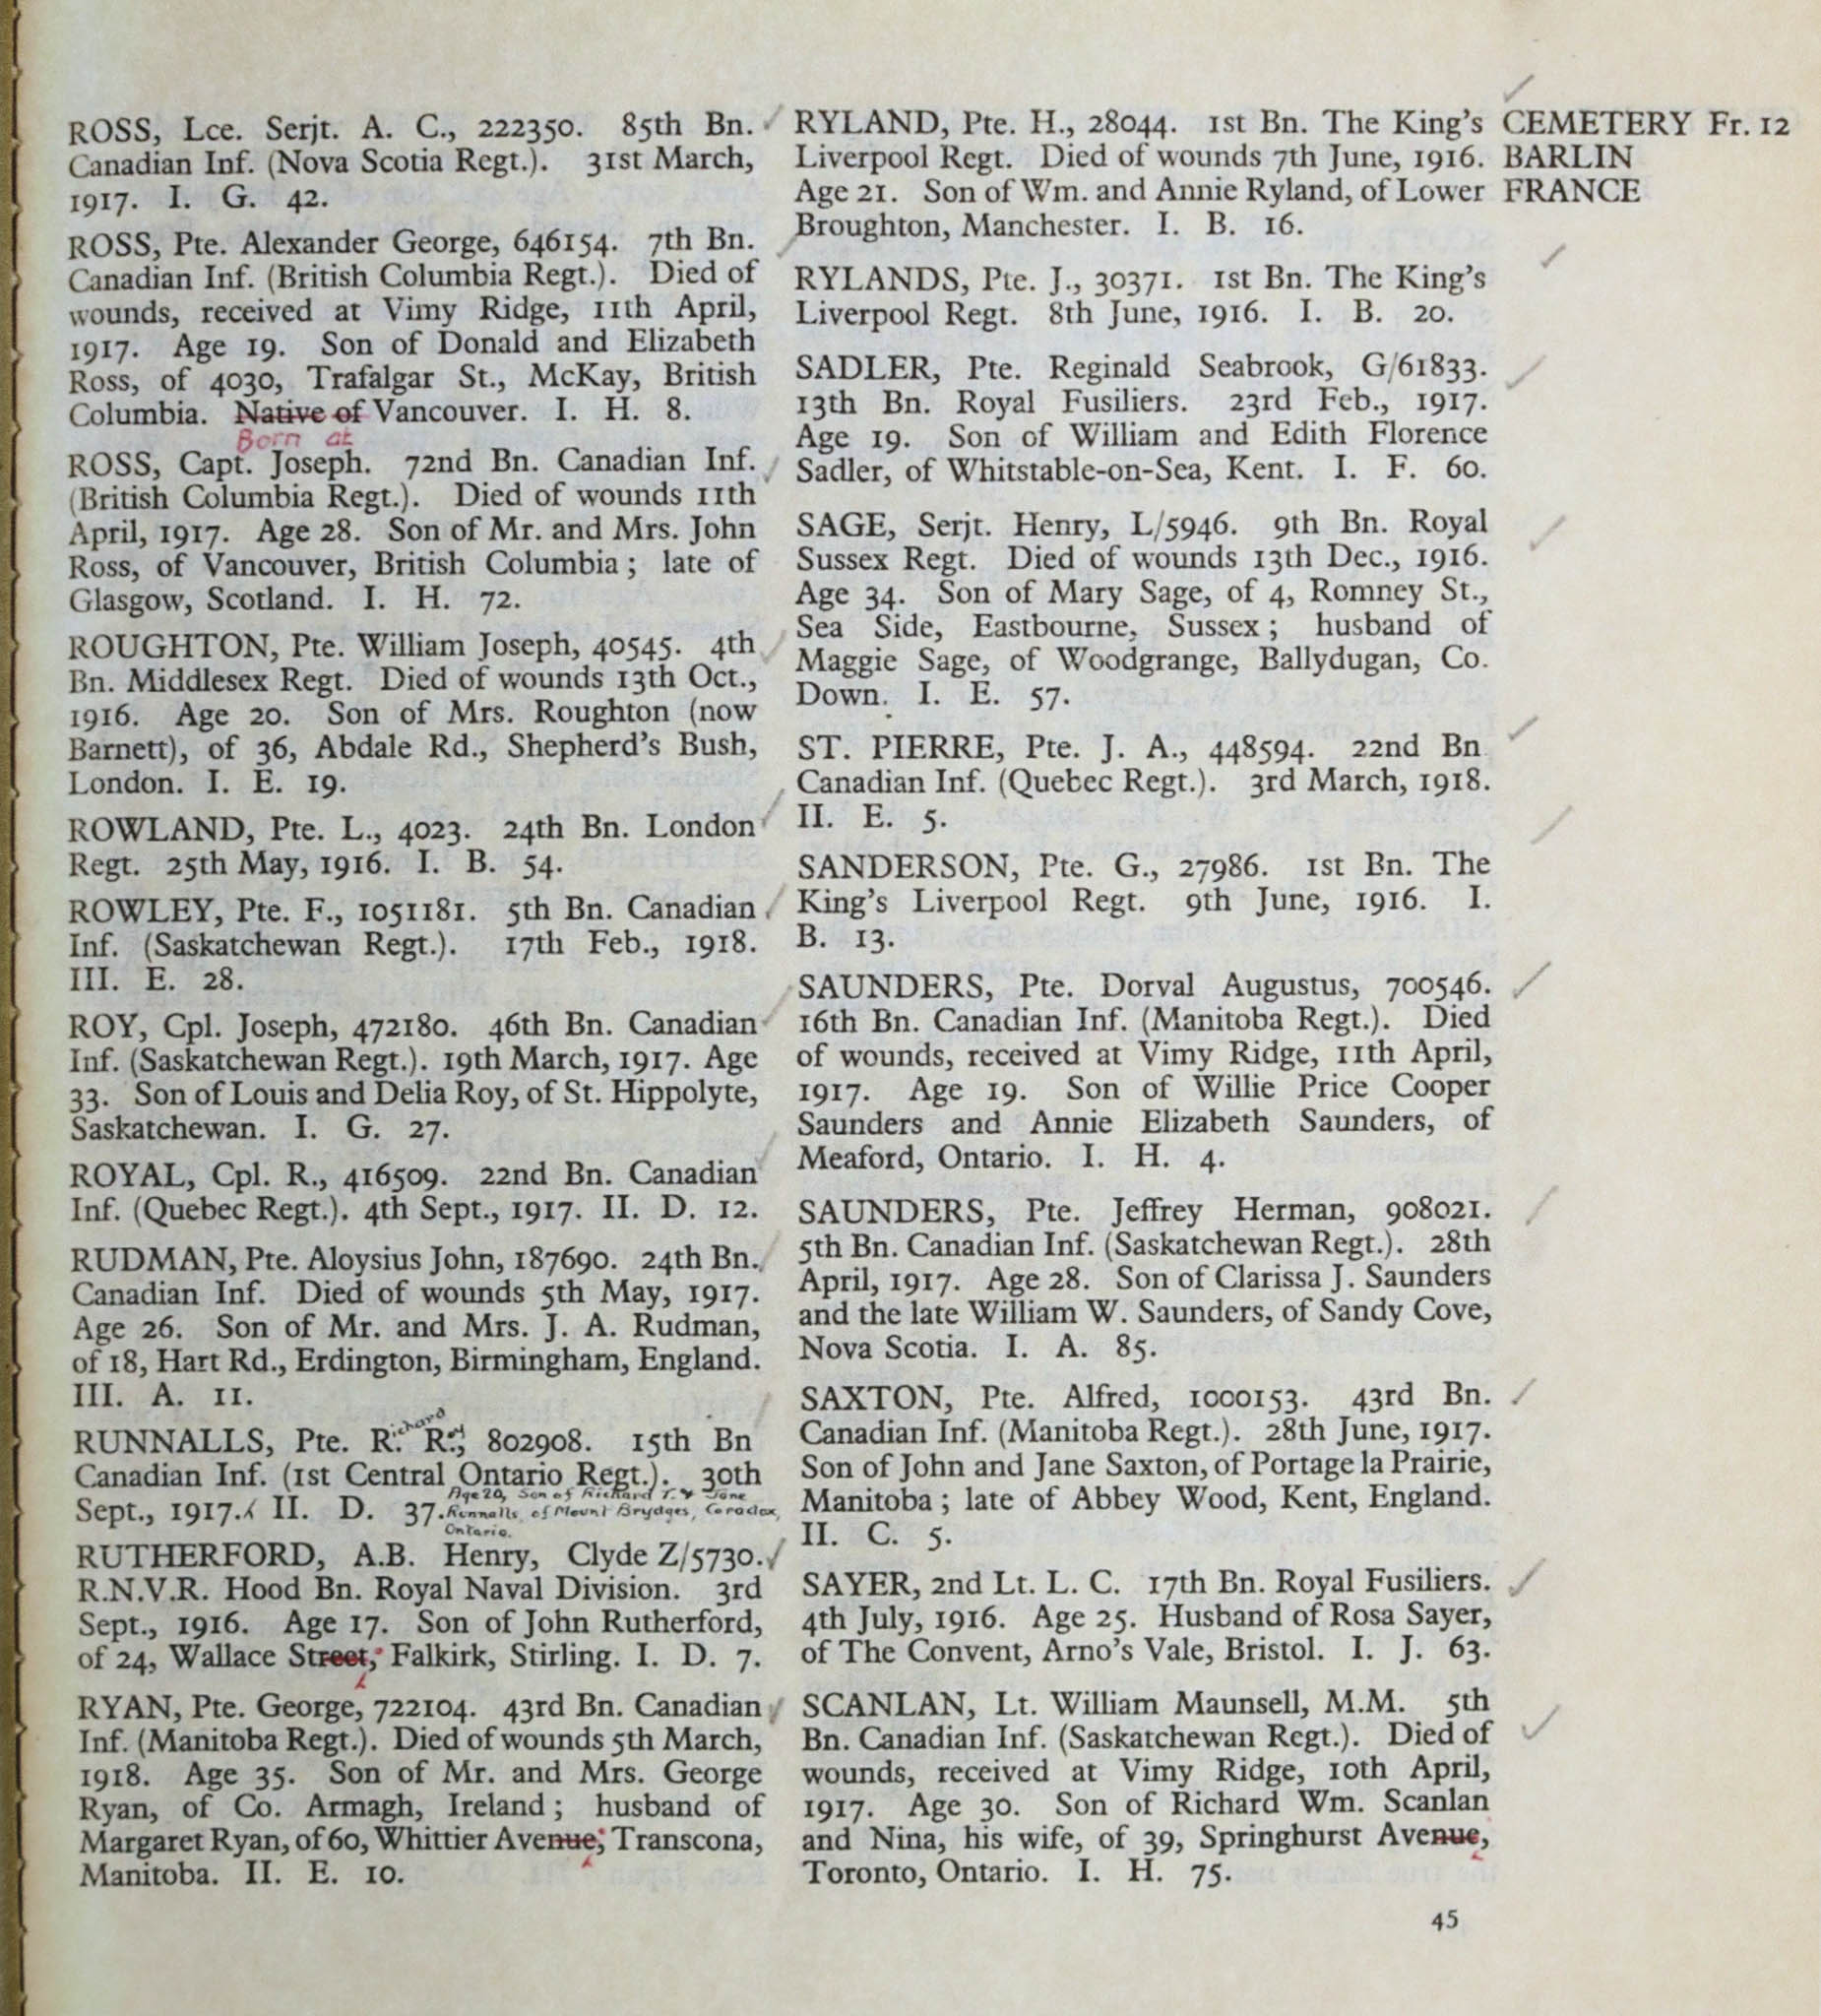 ROSS, Lce. Serjt. A. C., 222350. 85th Bn.
Canadian Inf. (Nova Scotia Regt.). 31st March,
1917. I. G. 42.
ROSS, Pte. Alexander George, 646154. 7th Bn.
Canadian Inf. (British Columbia Regt.). Died of
wounds, received at Vimy Ridge, 11th April,
1917. Age 19. Son of Donald and Elizabeth
Ross, of 4030, Trafalgar St., McKay, British
Columbia. Native of Vancouver. I. H. 8.
Born at
ROSS, Capt. Joseph. 72nd Bn. Canadian Inf.
(British Columbia Regt.). Died of wounds 11th
April, 1917. Age 28. Son of Mr. and Mrs. John
Ross, of Vancouver, British Columbia; late of
Glasgow, Scotland. I. H. 72.
ROUGHTON, Pte. William Joseph, 40545. 4th
Bn. Middlesex Regt. Died of wounds 13th Oct.,
1916. Age 20. Son of Mrs. Roughton (now
Barnett), of 36, Abdale Rd., Shepherd's Bush,
London. I. E. 19.
ROWLAND, Pte. L., 4023. 24th Bn. London
Regt. 25th May, 1916. I. B. 54.
ROWLEY, Pte. F., 1051181. 5th Bn. Canadian
Inf. (Saskatchewan Regt.). 17th Feb., 1918.
III. E. 28.
ROY, Cpl. Joseph, 472180. 46th Bn. Canadian
Inf. (Saskatchewan Regt.). 19th March, 1917. Age
33. Son of Louis and Delia Roy, of St. Hippolyte,
Saskatchewan. I. G. 27.
ROYAL, Cpl. R., 416509. 22nd Bn. Canadian
Inf. (Quebec Regt.). 4th Sept., 1917. II. D. 12.
RUDMAN, Pte. Aloysius John, 187690. 24th Bn.
Canadian Inf. Died of wounds 5th May, 1917.
Age 26. Son of Mr. and Mrs. J. A. Rudman,
of 18, Hart Rd., Erdington, Birmingham, England.
III. A. 11.
RUNNALLS, Pte. Richard R., 802908. 15th Bn
Canadian Inf. (1st Central Ontario Regt.). 30th
Age 20, Son of Richard T. & Jane
Sept., 1917. II. D. 37. Runnalls, of Mount Brydges, Caradox,
Ontario.
RUTHERFORD, A.B. Henry, Clyde Z/5730.
R.N.V.R. Hood Bn. Royal Naval Division. 3rd
Sept., 1916. Age 17. Son of John Rutherford,
of 24, Wallace Street, Falkirk, Stirling. I. D. 7.
RYAN, Pte. George, 722104. 43rd Bn. Canadian
Inf. (Manitoba Regt.). Died of wounds 5th March,
1918. Age 35. Son of Mr. and Mrs. George
Ryan, of Co. Armagh, Ireland; husband of
Margaret Ryan, of 60, Whittier Avenue, Transcona,
Manitoba. II. E. 10.
RYLAND, Pte. H., 28044. 1st Bn. The King's
Liverpool Regt. Died of wounds 7th June, 1916.
Age 21. Son of Wm. and Annie Ryland, of Lower
Broughton, Manchester. I. B. 16.
RYLANDS, Pte. J., 30371. 1st Bn. The King's
Liverpool Regt. 8th June, 1916. I. B. 20.
SADLER, Pte. Reginald Seabrook, G/61833.
13th Bn. Royal Fusiliers. 23rd Feb., 1917.
Age 19. Son of William and Edith Florence
Sadler, of Whitstable-on-Sea, Kent. I. F. 60.
SAGE, Serjt. Henry, L/5946. 9th Bn. Royal
Sussex Regt. Died of wounds 13th Dec., 1916.
Age 34. Son of Mary Sage, of 4, Romney St.,
Sea Side, Eastbourne, Sussex; husband of
Maggie Sage, of Woodgrange, Ballydugan, Co.
Down. I. E. 57.
ST. PIERRE, Pte. J. A., 448594. 22nd Bn
Canadian Inf. (Quebec Regt.). 3rd March, 1918.
II. E. 5.
SANDERSON, Pte. G., 27986. 1st Bn. The
King's Liverpool Regt. 9th June, 1916. I.
B. 13.
SAUNDERS, Pte. Dorval Augustus, 700546.
16th Bn. Canadian Inf. (Manitoba Regt.). Died
of wounds, received at Vimy Ridge, 11th April,
1917. Age 19. Son of Willie Price Cooper
Saunders and Annie Elizabeth Saunders, of
Meaford, Ontario. I. H. 4.
SAUNDERS, Pte. Jeffrey Herman, 908021.
5th Bn. Canadian Inf. (Saskatchewan Regt.). 28th
April, 1917. Age 28. Son of Clarissa J. Saunders
and the late William W. Saunders, of Sandy Cove,
Nova Scotia. I. A. 85.
SAXTON, Pte. Alfred, 1000153. 43rd Bn.
Canadian Inf. (Manitoba Regt.). 28th June, 1917.
Son of John and Jane Saxton, of Portage la Prairie,
Manitoba; late of Abbey Wood, Kent, England.
II. C. 5.
SAYER, 2nd Lt. L. C. 17th Bn. Royal Fusiliers.
4th July, 1916. Age 25. Husband of Rosa Sayer,
of The Convent, Arno's Vale, Bristol. I. J. 63.
SCANLAN, Lt. William Maunsell, M.M. 5th
Bn. Canadian Inf. (Saskatchewan Regt.). Died of
wounds, received at Vimy Ridge, 10th April,
1917. Age 30. Son of Richard Wm. Scanlan
and Nina, his wife, of 39, Springhurst Avenue,
Toronto, Ontario. I. H. 75.
CEMETERY Fr. 12
BARLIN
FRANCE
45